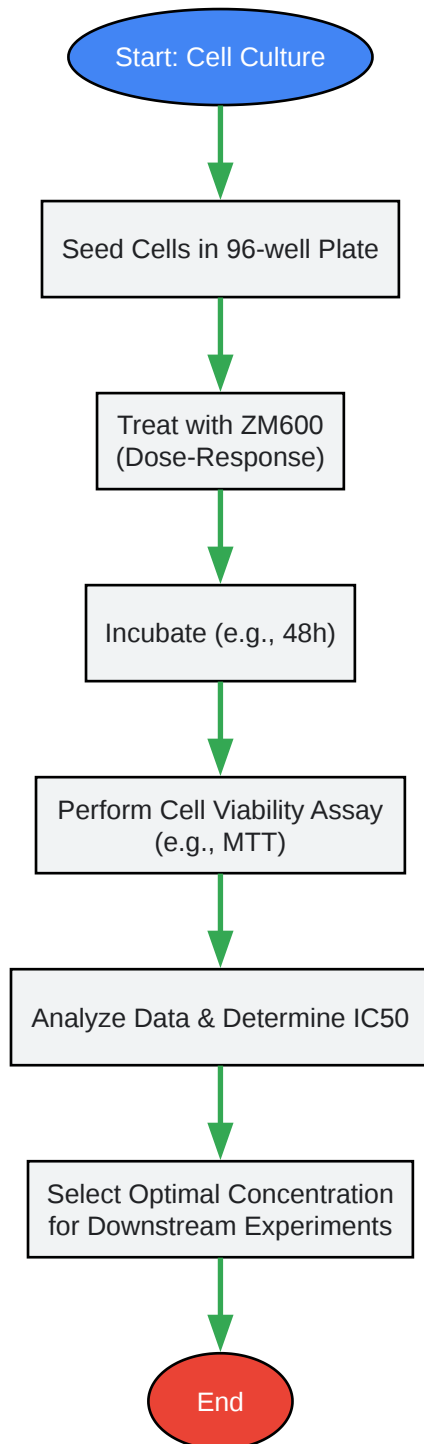 Start: Cell Culture
Seed Cells in 96-well Plate
Treat with ZM600
(Dose-Response)
Incubate (e.g., 48h)
Perform Cell Viability Assay
(e.g., MTT)
Analyze Data & Determine IC50
Select Optimal Concentration
for Downstream Experiments
End